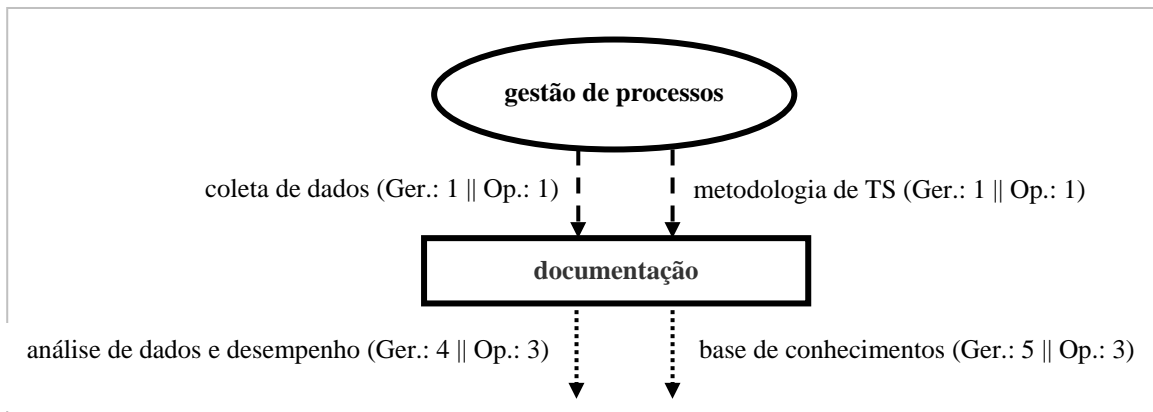 gestão de processos
coleta de dados (Ger.: 1 || Op.: 1)
metodologia de TS (Ger.: 1 || Op.: 1)
documentação
análise de dados e desempenho (Ger.: 4 || Op.: 3)
base de conhecimentos (Ger.: 5 || Op.: 3)